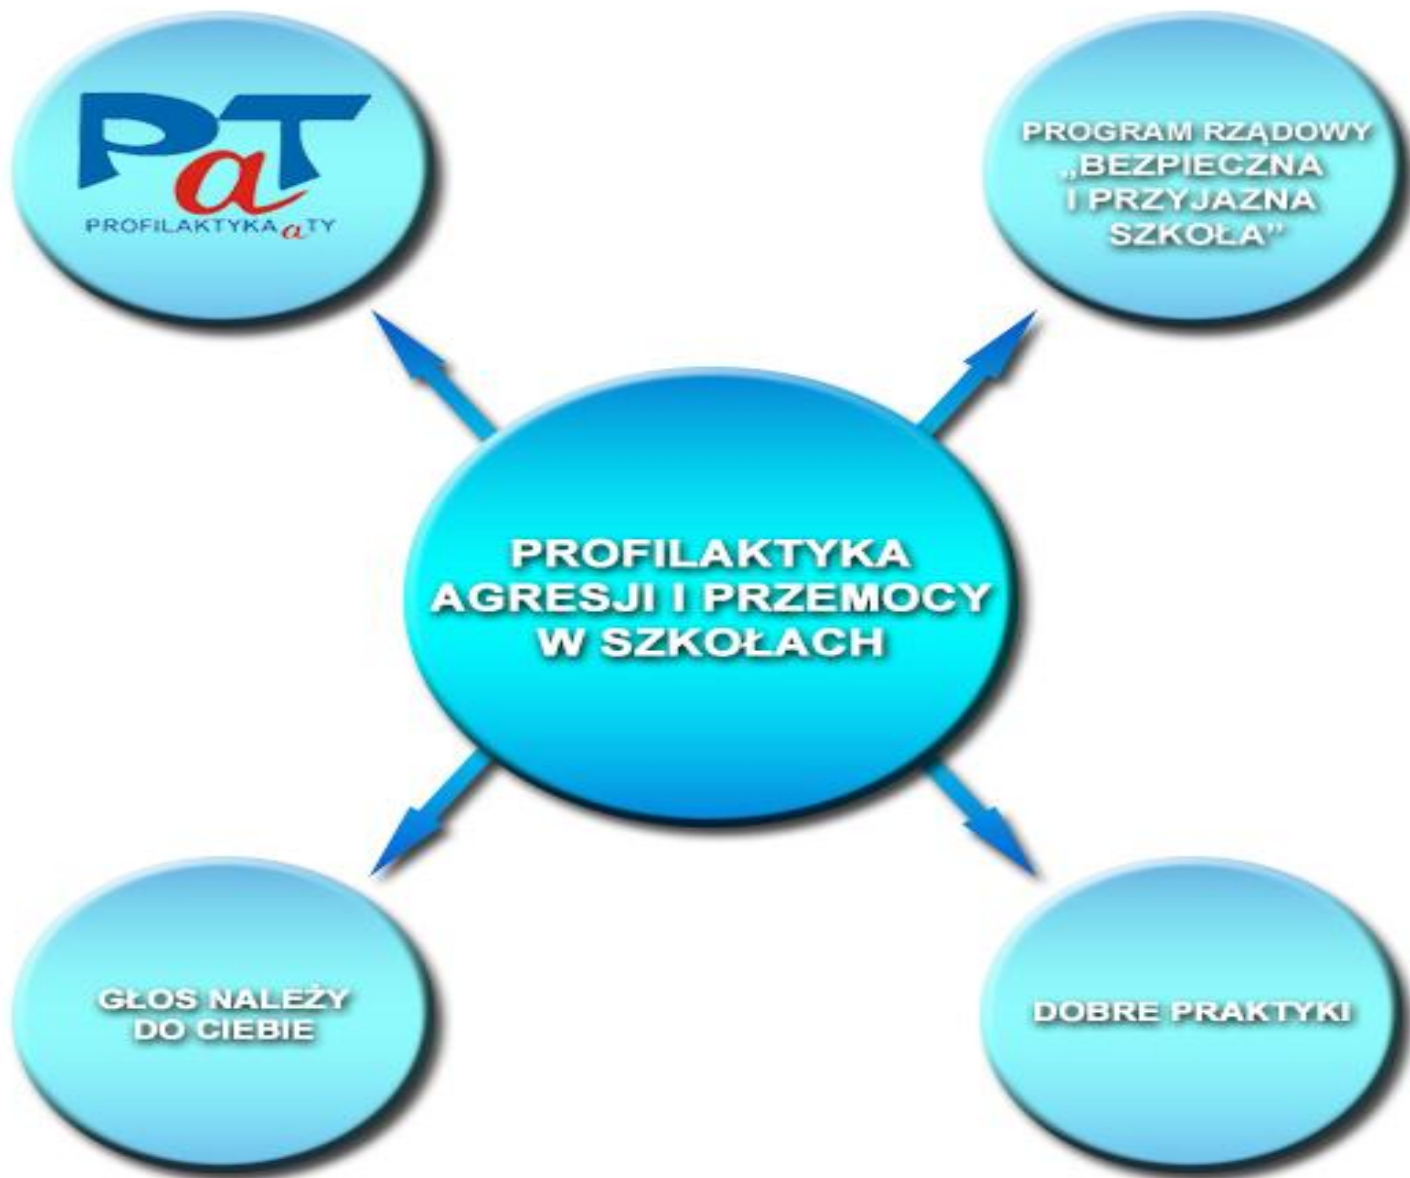 PaT
PROFILAKTYKA a TY
PROGRAM RZĄDOWY
„BEZPIECZNA
I PRZYJAZNA
SZKOŁA”
PROFILAKTYKA
AGRESJI I PRZEMOCY
W SZKOŁACH
GŁOS NALEŻY
DO CIEBIE
DOBRE PRAKTYKI